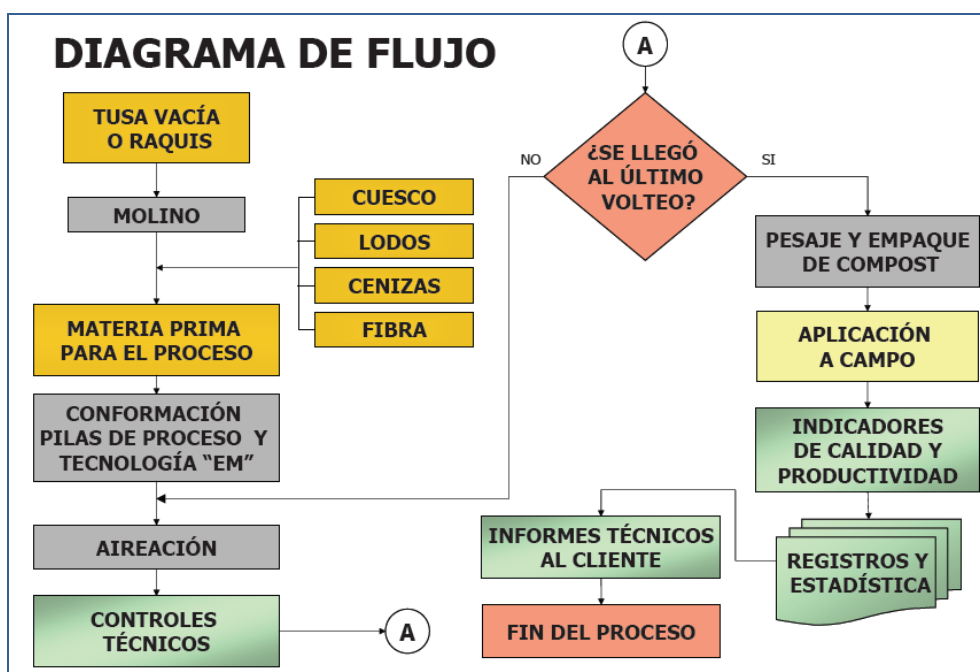 DIAGRAMA DE FLUJO
TUSA VACÍA
O RAQUIS
MOLINO
CUESCO
LODOS
CENIZAS
FIBRA
MATERIA PRIMA
PARA EL PROCESO
CONFORMACIÓN
PILAS DE PROCESO Y
TECNOLOGÍA “EM”
AIREACIÓN
CONTROLES
TÉCNICOS
A
A
¿SE LLEGÓ
AL ÚLTIMO
VOLTEO?
NO
SI
PESAJE Y EMPAQUE
DE COMPOST
APLICACIÓN
A CAMPO
INDICADORES
DE CALIDAD Y
PRODUCTIVIDAD
REGISTROS Y
ESTADÍSTICA
INFORMES TÉCNICOS
AL CLIENTE
FIN DEL PROCESO